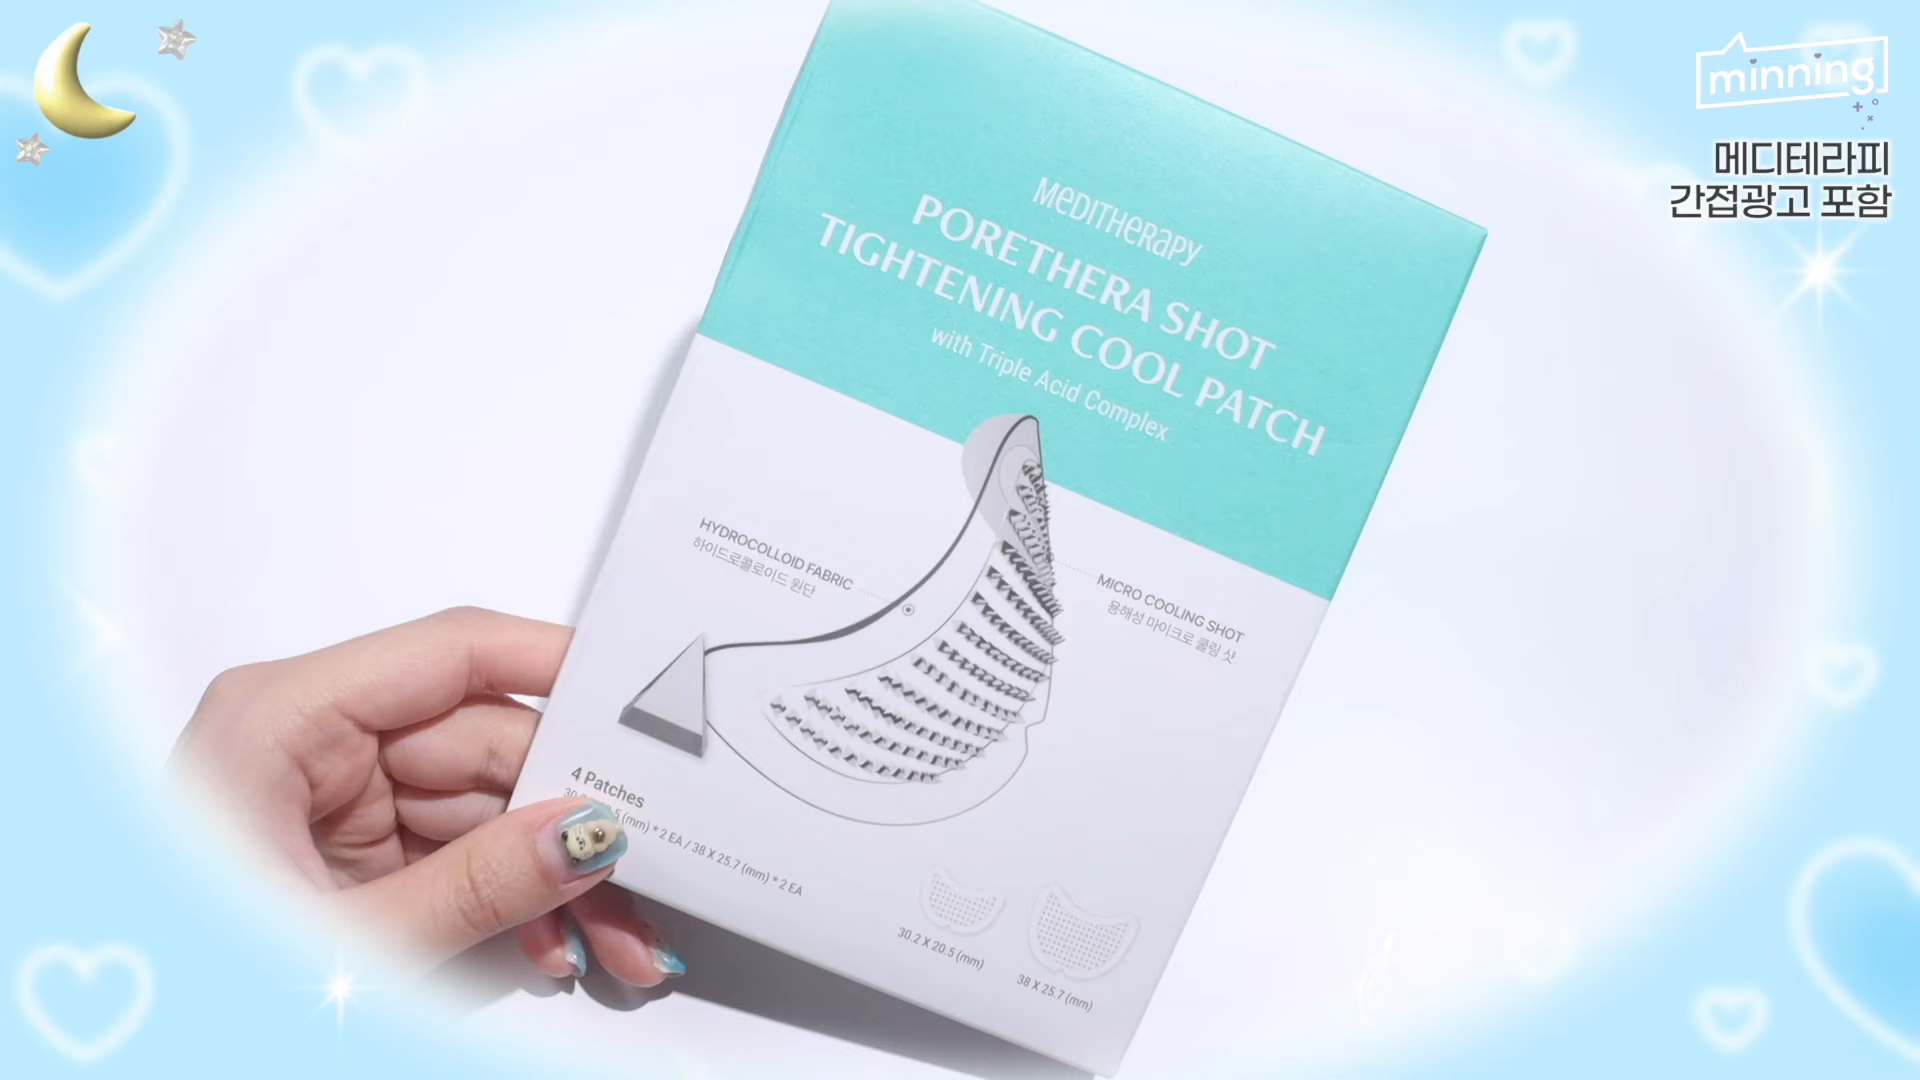 minning
메디테라피
간접광고 포함
MEDITHERAPY
PORETHERA SHOT
TIGHTENING COOL PATCH
with Triple Acid Complex
HYDROCOLLOID FABRIC
하이드로콜로이드 원단
MICRO COOLING SHOT
용해성 마이크로 쿨링 샷
4 Patches
(mm) * 2 EA / 38 X 25.7 (mm) * 2 EA
30.2 X 20.5 (mm)
38 X 25.7 (mm)